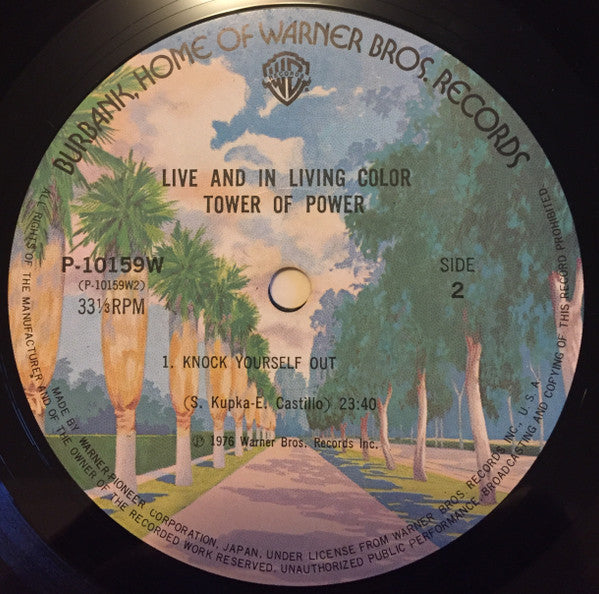 BURBANK, HOME OF WARNER BROS. RECORDS
LIVE AND IN LIVING COLOR
TOWER OF POWER
P-10159W
(P-10159W2)
33⅓RPM
SIDE
2
1. KNOCK YOURSELF OUT
(S. Kupka-E. Castillo) 23:40
Ⓟ 1976 Warner Bros. Records Inc.
MADE BY WARNER-PIONEER CORPORATION, JAPAN. UNDER LICENSE FROM WARNER BROS. RECORDS INC., U.S.A.
ALL RIGHTS OF THE MANUFACTURER AND OF THE OWNER OF THE RECORDED WORK RESERVED. UNAUTHORIZED PUBLIC PERFORMANCE, BROADCASTING AND COPYING OF THIS RECORD PROHIBITED